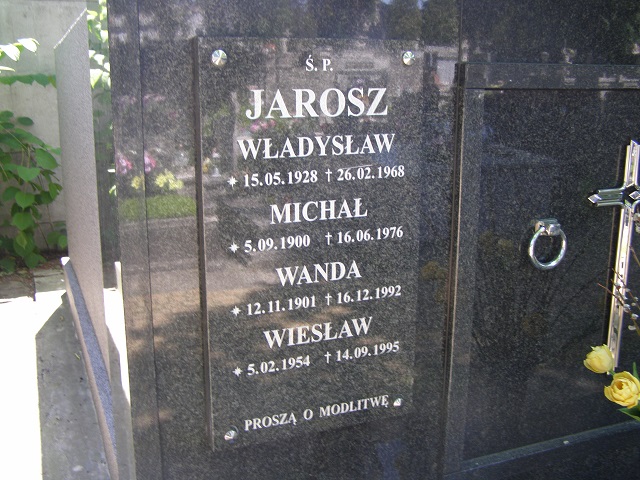 Ś. P.
JAROSZ
WŁADYSŁAW
✷ 15.05.1928 † 26.02.1968
MICHAŁ
✷ 5.09.1900 † 16.06.1976
WANDA
✷ 12.11.1901 † 16.12.1992
WIESŁAW
✷ 5.02.1954 † 14.09.1995
PROSZĄ O MODLITWĘ